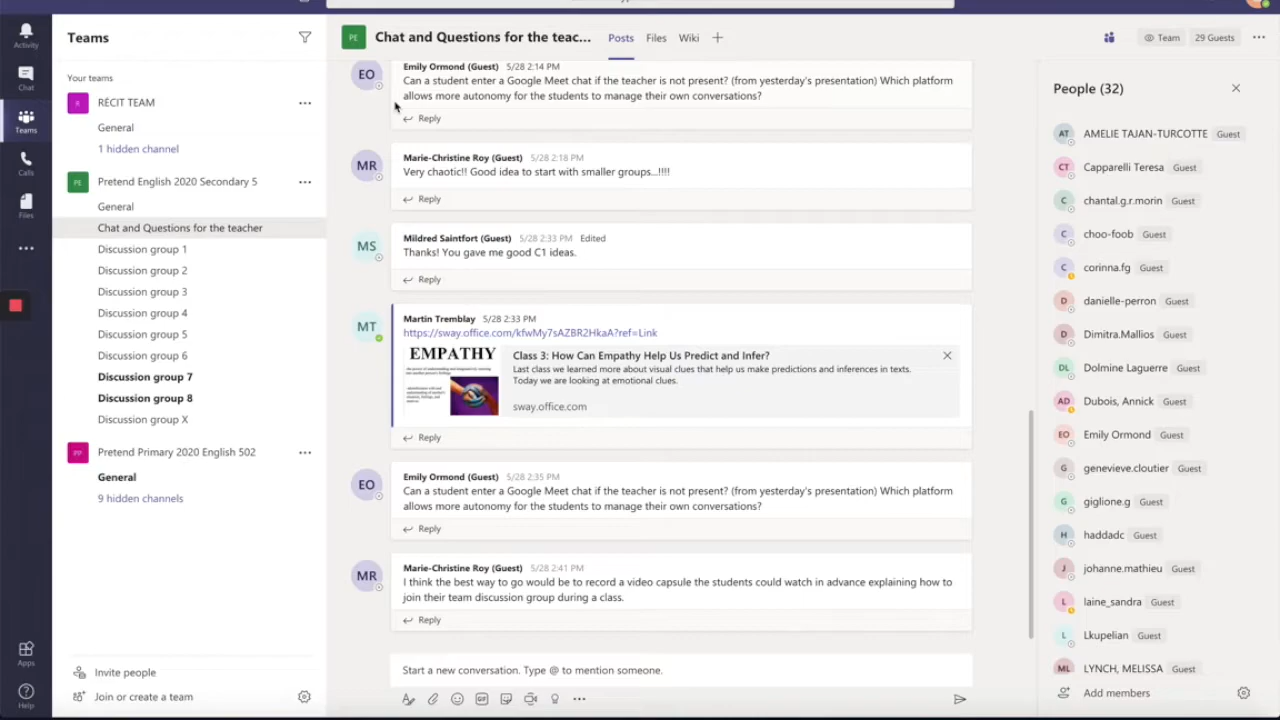 Activity
Chat
Teams
Calls
Files
Apps
Help
Teams
Your teams
R
RÉCIT TEAM
General
1 hidden channel
PE
Pretend English 2020 Secondary 5
General
Chat and Questions for the teacher
Discussion group 1
Discussion group 2
Discussion group 3
Discussion group 4
Discussion group 5
Discussion group 6
Discussion group 7
Discussion group 8
Discussion group X
PP
Pretend Primary 2020 English 502
General
9 hidden channels
Invite people
Join or create a team
PE
Chat and Questions for the teac...
Posts
Files
Wiki
Team
29 Guests
EO
Emily Ormond (Guest) 5/28 2:14 PM
Can a student enter a Google Meet chat if the teacher is not present? (from yesterday's presentation) Which platform
allows more autonomy for the students to manage their own conversations?
Reply
MR
Marie-Christine Roy (Guest) 5/28 2:18 PM
Very chaotic!! Good idea to start with smaller groups...!!!!
Reply
MS
Mildred Saintfort (Guest) 5/28 2:33 PM Edited
Thanks! You gave me good C1 ideas.
Reply
MT
Martin Tremblay 5/28 2:33 PM
https://sway.office.com/kfwMy7sAZBR2HkaA?ref=Link
EMPATHY
Class 3: How Can Empathy Help Us Predict and Infer?
Last class we learned more about visual clues that help us make predictions and inferences in texts.
Today we are looking at emotional clues.
sway.office.com
Reply
EO
Emily Ormond (Guest) 5/28 2:35 PM
Can a student enter a Google Meet chat if the teacher is not present? (from yesterday's presentation) Which platform
allows more autonomy for the students to manage their own conversations?
Reply
MR
Marie-Christine Roy (Guest) 5/28 2:41 PM
I think the best way to go would be to record a video capsule the students could watch in advance explaining how to
join their team discussion group during a class.
Reply
Start a new conversation. Type @ to mention someone.
GIF
People (32)
AT AMELIE TAJAN-TURCOTTE Guest
CT Capparelli Teresa Guest
C chantal.g.r.morin Guest
C choo-foob Guest
C corinna.fg Guest
D danielle-perron Guest
D Dimitra.Mallios Guest
DL Dolmine Laguerre Guest
AD Dubois, Annick Guest
EO Emily Ormond Guest
G genevieve.cloutier Guest
G giglione.g Guest
H haddadc Guest
J johanne.mathieu Guest
L laine_sandra Guest
L Lkupelian Guest
ML LYNCH, MELISSA Guest
Add members